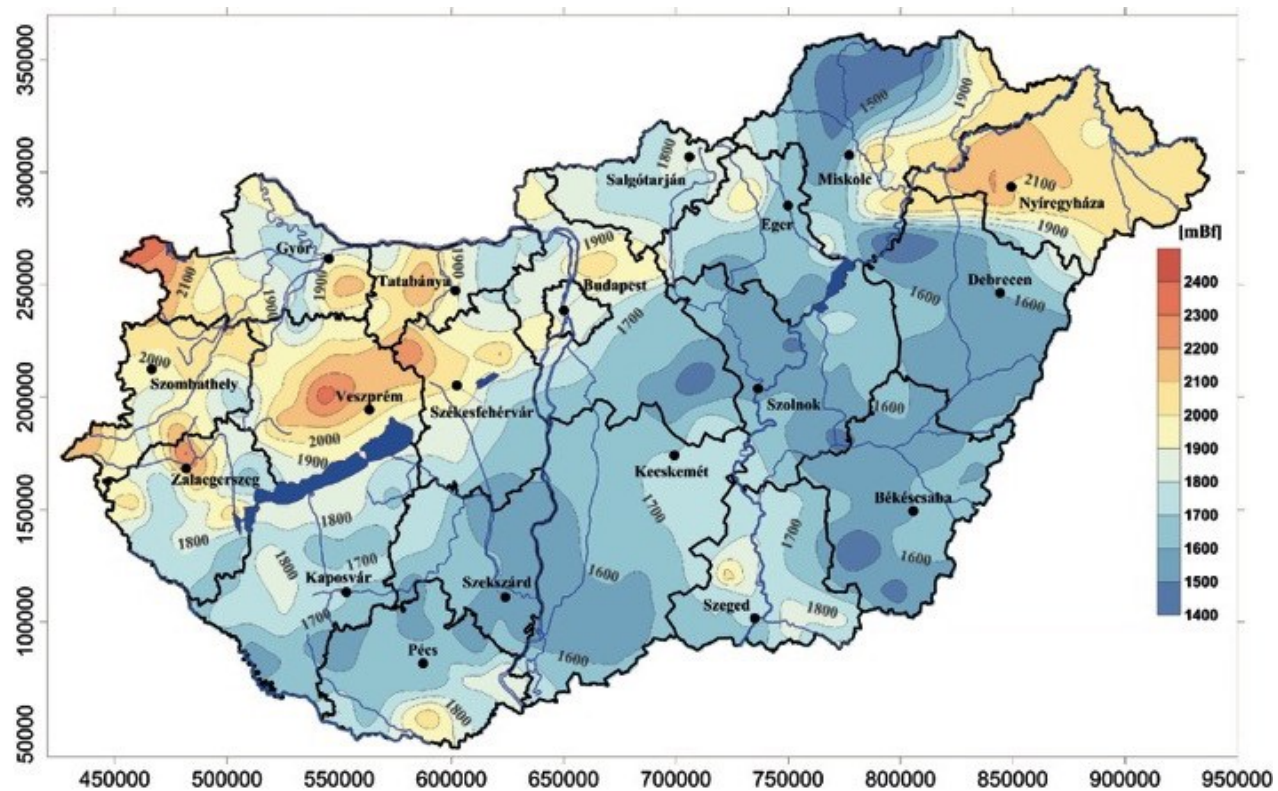 350000
300000
250000
200000
150000
100000
50000
450000 500000 550000 600000 650000 700000 750000 800000 850000 900000 950000
1500
1900
1800
Salgótarján
Miskolc
2100
Nyíregyháza
Eger
1900
[mBf]
Győr
1900
2100
1900
1900
Tatabánya
1900
Budapest
1700
Debrecen
1600
1600
2400
2300
2200
2100
2000
1900
1800
1700
1600
1500
1400
2000
Szombathely
Veszprém
Székesfehérvár
Szolnok
1600
2000
1900
Zalaegerszeg
Kecskemét
1700
Békéscsaba
1800
1800
1700
1600
1800
1700
Kaposvár
Szekszárd
1600
1700
Szeged
1800
Pécs
1600
1800